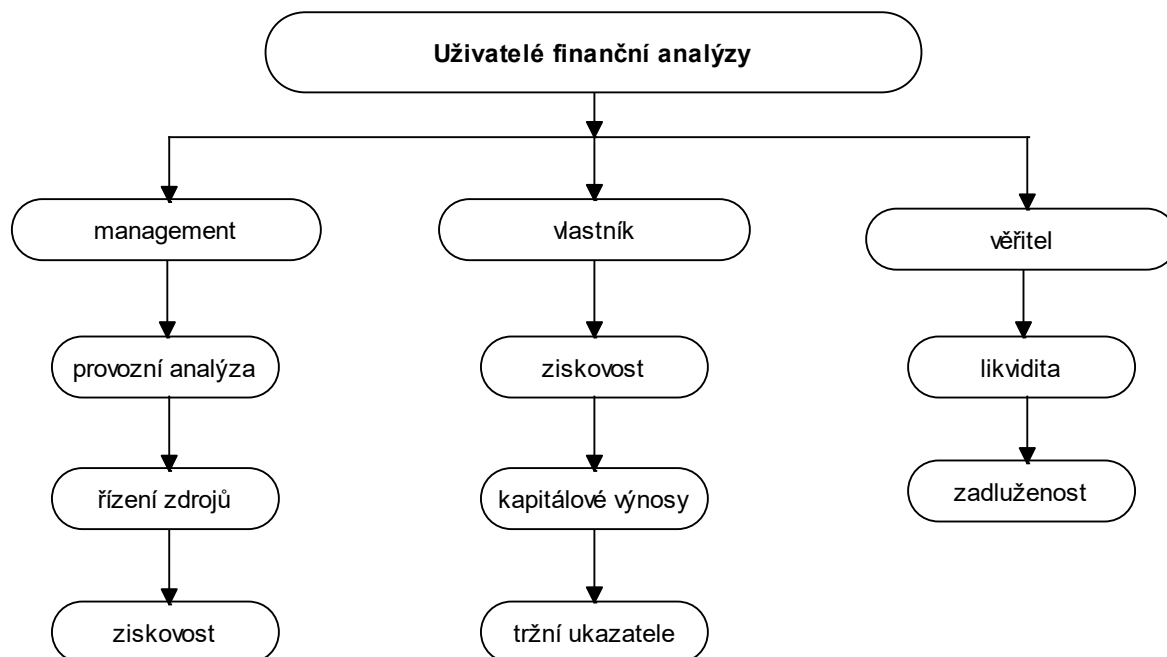 Uživatelé finanční analýzy
management
vlastník
věřitel
provozní analýza
ziskovost
likvidita
řízení zdrojů
kapitálové výnosy
zadluženost
ziskovost
tržní ukazatele